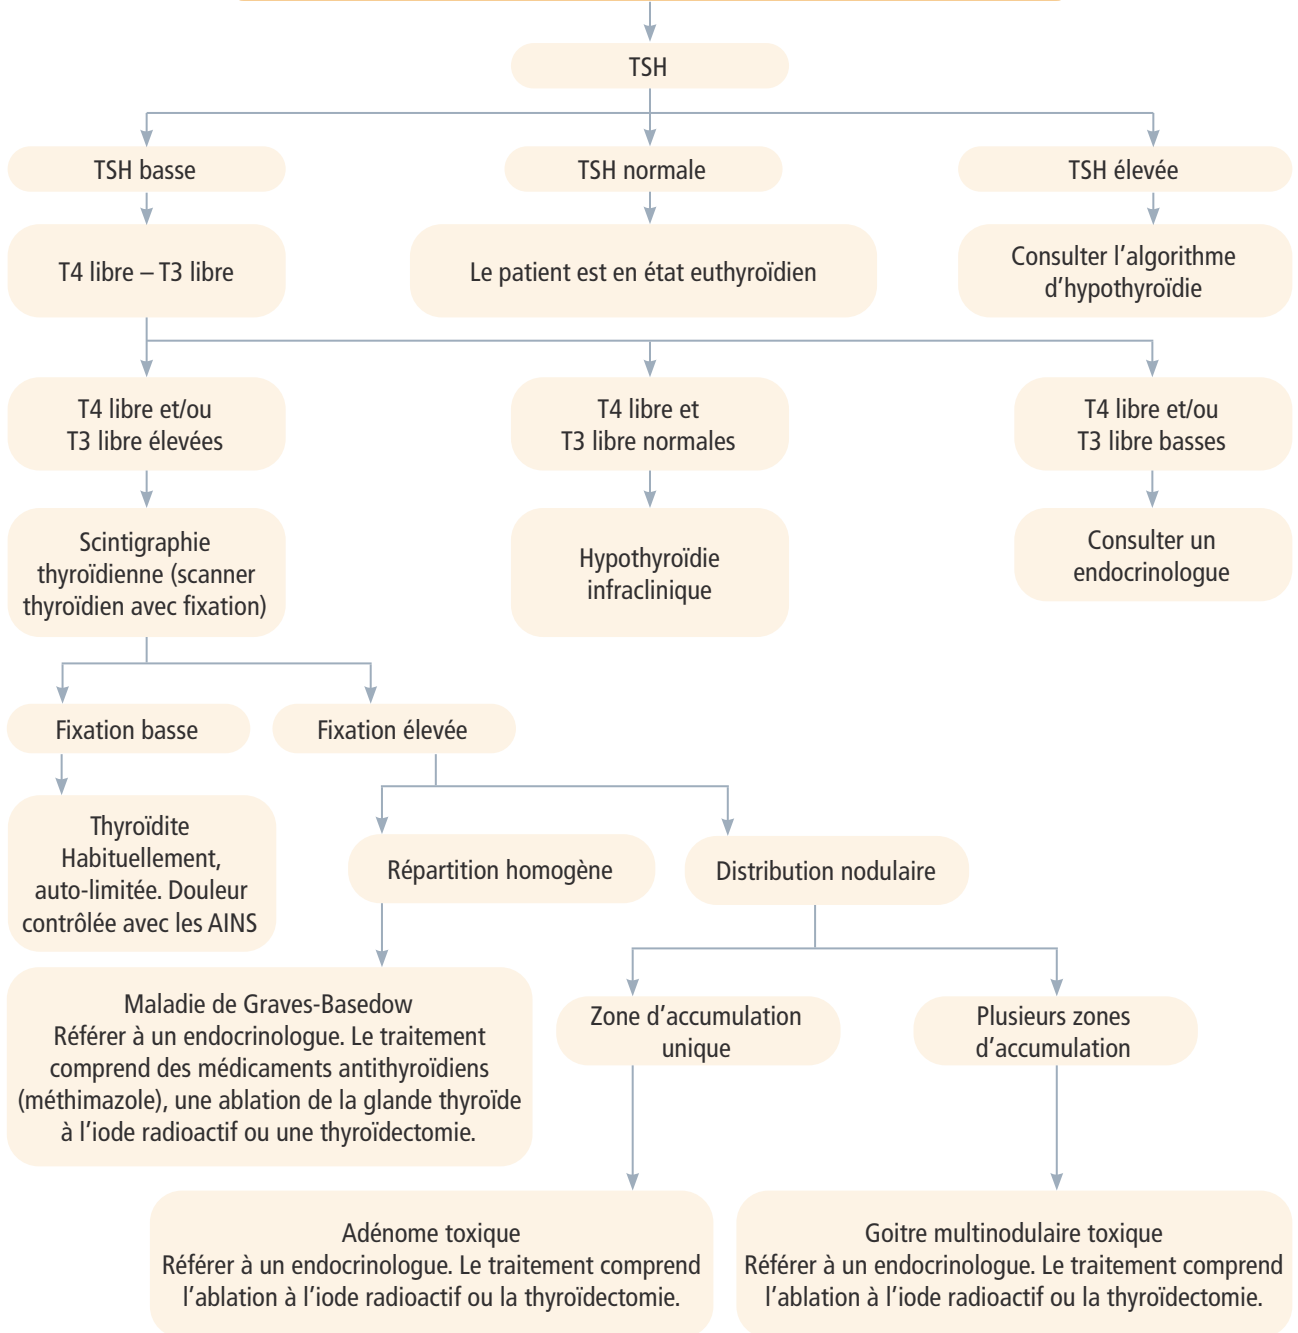 TSH
TSH basse
TSH normale
TSH élevée
T4 libre – T3 libre
Le patient est en état euthyroïdien
Consulter l’algorithme
d’hypothyroïdie
T4 libre et/ou
T3 libre élevées
T4 libre et
T3 libre normales
T4 libre et/ou
T3 libre basses
Scintigraphie
thyroïdienne (scanner
thyroïdien avec fixation)
Hypothyroïdie
infraclinique
Consulter un
endocrinologue
Fixation basse
Fixation élevée
Thyroïdite
Habituellement,
auto-limitée. Douleur
contrôlée avec les AINS
Répartition homogène
Distribution nodulaire
Maladie de Graves-Basedow
Référer à un endocrinologue. Le traitement
comprend des médicaments antithyroïdiens
(méthimazole), une ablation de la glande thyroïde
à l’iode radioactif ou une thyroïdectomie.
Zone d’accumulation
unique
Plusieurs zones
d’accumulation
Adénome toxique
Référer à un endocrinologue. Le traitement comprend
l’ablation à l’iode radioactif ou la thyroïdectomie.
Goitre multinodulaire toxique
Référer à un endocrinologue. Le traitement comprend
l’ablation à l’iode radioactif ou la thyroïdectomie.